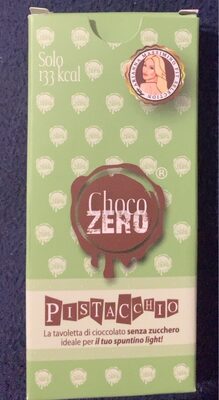 Solo
133 kcal
Choco
ZERO
®
PISTACCHIO
La tavoletta di cioccolato senza zucchero
ideale per il tuo spuntino light!